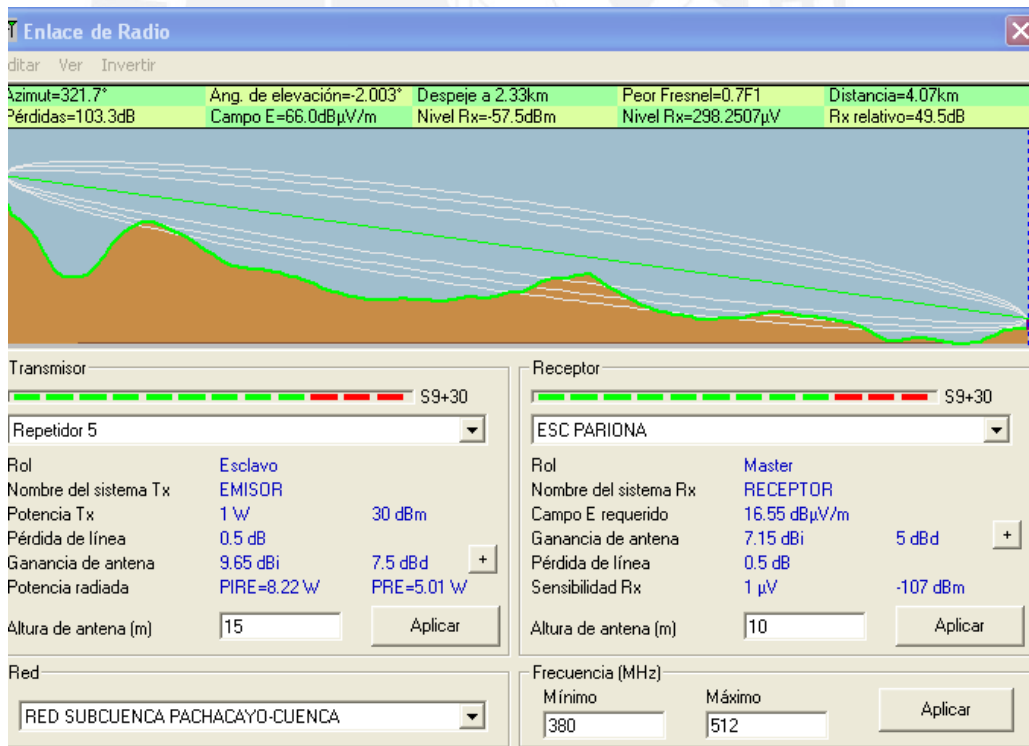 Enlace de Radio
ditar Ver Invertir
Azimut=321.7° Ang. de elevación=-2.003° Despeje a 2.33km Peor Fresnel=0.7F1 Distancia=4.07km
Pérdidas=103.3dB Campo E=66.0dBµV/m Nivel Rx=-57.5dBm Nivel Rx=298.2507µV Rx relativo=49.5dB
Transmisor
S9+30
Repetidor 5
Rol Esclavo
Nombre del sistema Tx EMISOR
Potencia Tx 1 W 30 dBm
Pérdida de línea 0.5 dB
Ganancia de antena 9.65 dBi 7.5 dBd +
Potencia radiada PIRE=8.22 W PRE=5.01 W
Altura de antena (m) 15 Aplicar
Receptor
S9+30
ESC PARIONA
Rol Master
Nombre del sistema Rx RECEPTOR
Campo E requerido 16.55 dBµV/m
Ganancia de antena 7.15 dBi 5 dBd +
Pérdida de línea 0.5 dB
Sensibilidad Rx 1 µV -107 dBm
Altura de antena (m) 10 Aplicar
Red
RED SUBCUENCA PACHACAYO-CUENCA
Frecuencia (MHz)
Mínimo Máximo
380 512 Aplicar